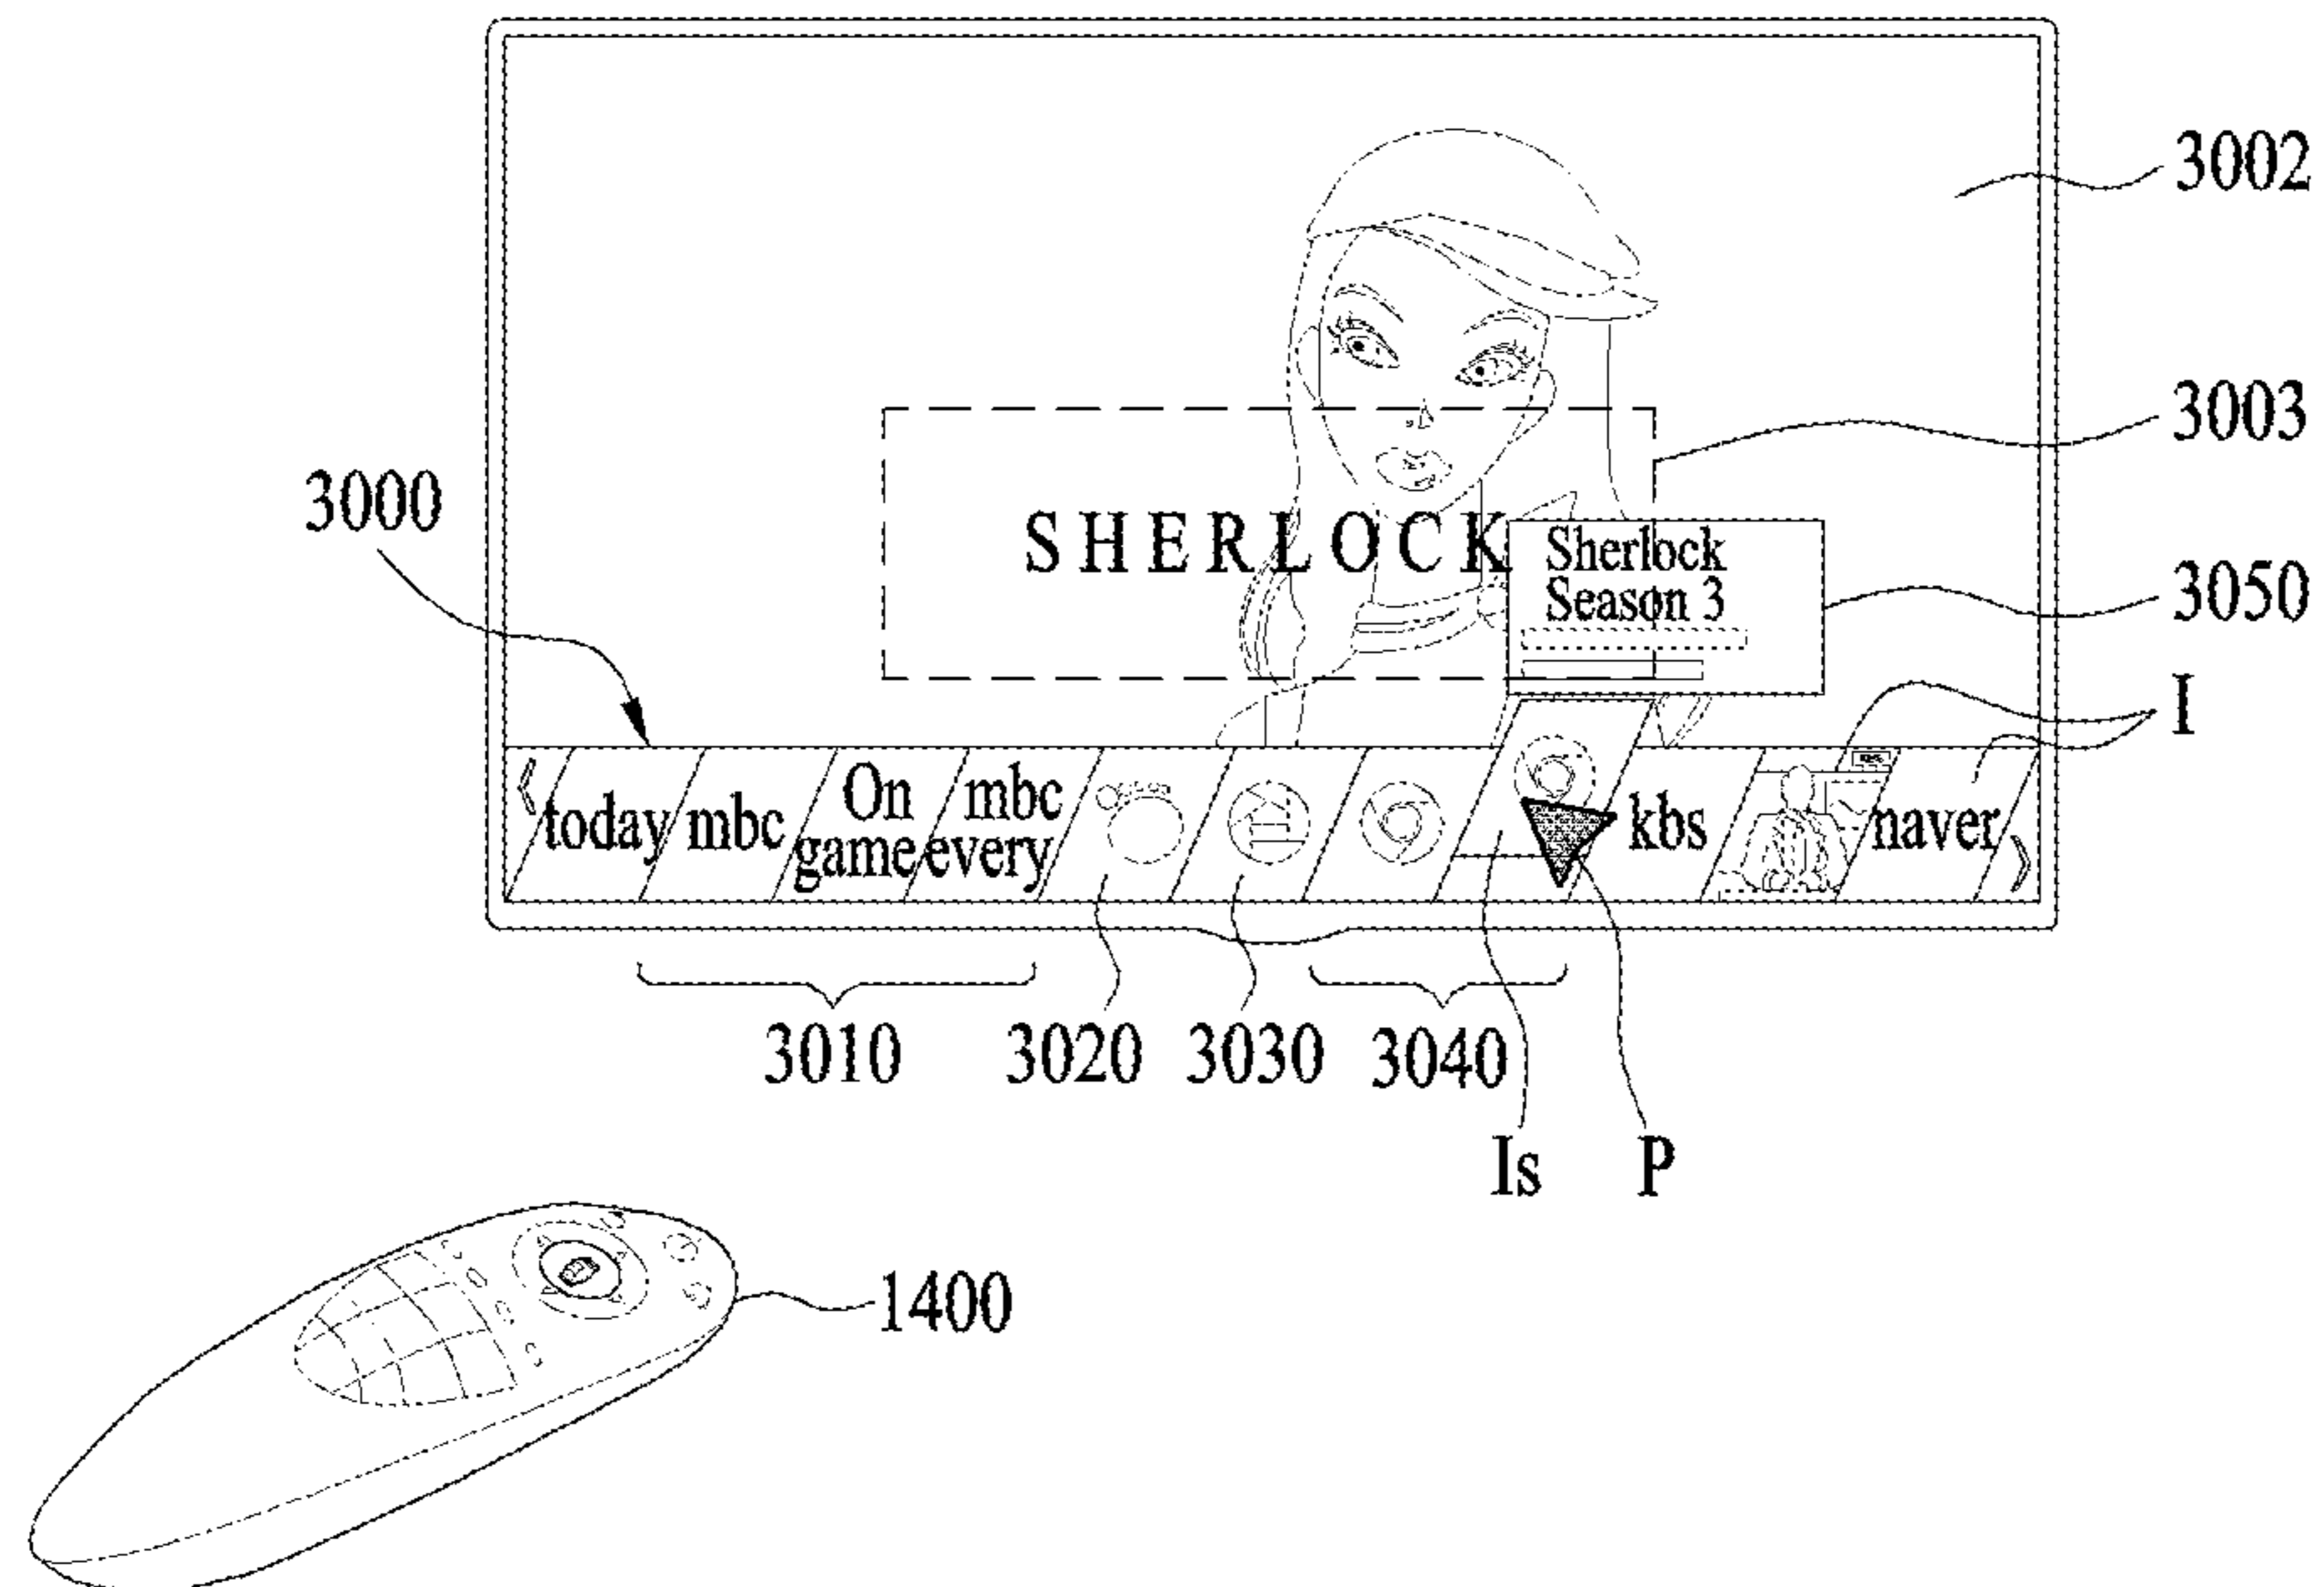 3002
3003
3000
SHERLOCK
Sherlock
Season 3
3050
I
today
mbc
On
game
mbc
every
kbs
naver
3010
3020
3030
3040
Is
P
1400